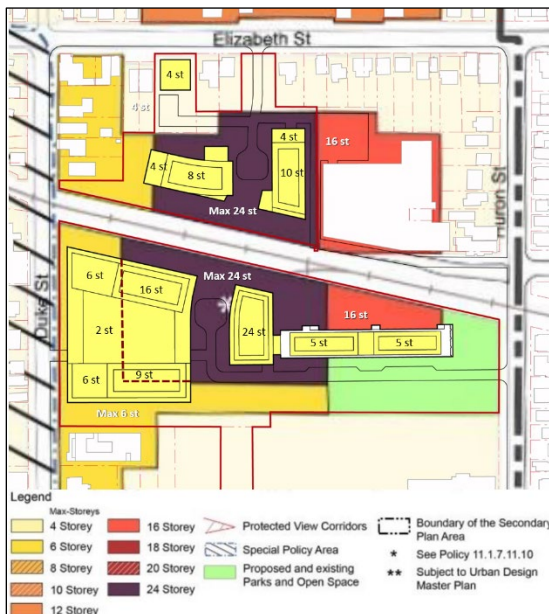 Elizabeth St
4 st
4 st
4 st
16 st
4 st
8 st
10 st
Max 24 st
Huron St
Duke St
6 st
16 st
Max 24 st
2 st
24 st
16 st
5 st
5 st
6 st
9 st
Max 6 st
Legend
Max-Storeys
4 Storey
6 Storey
8 Storey
10 Storey
12 Storey
16 Storey
18 Storey
20 Storey
24 Storey
Protected View Corridors
Special Policy Area
Proposed and existing
Parks and Open Space
Boundary of the Secondary
Plan Area
* See Policy 11.1.7.11.10
** Subject to Urban Design
Master Plan